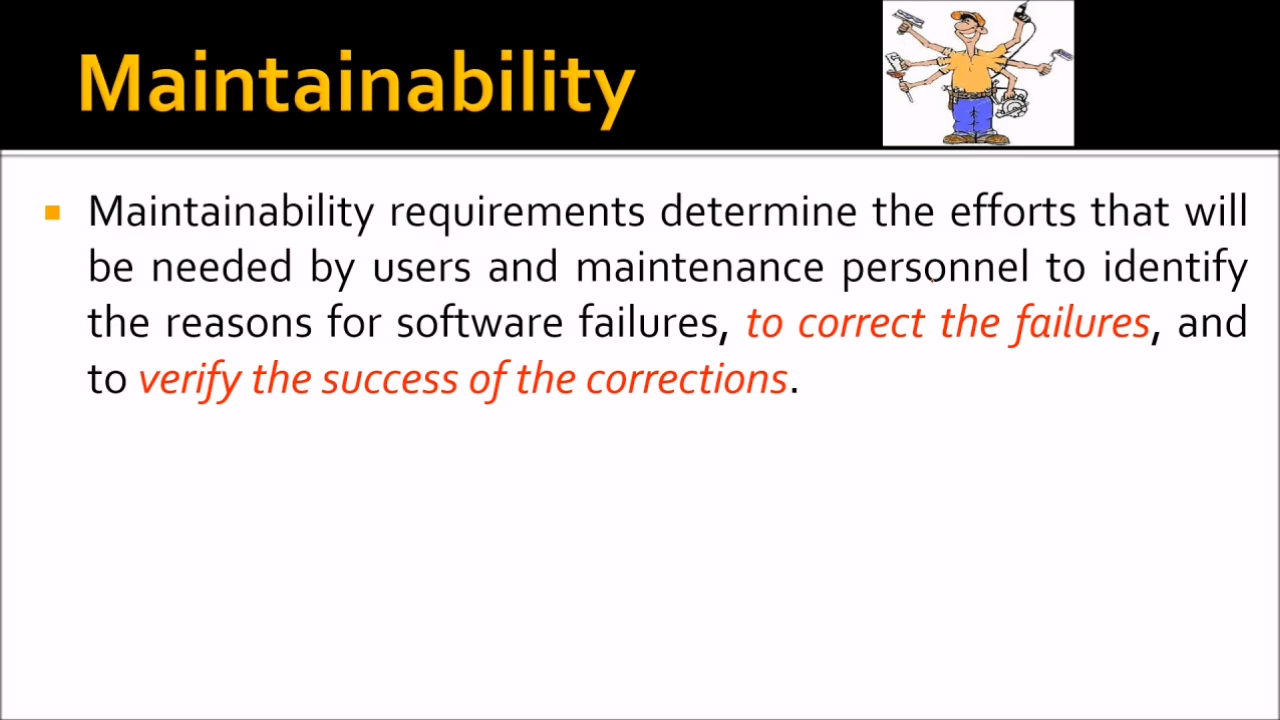 Maintainability
Maintainability requirements determine the efforts that will
be needed by users and maintenance personnel to identify
the reasons for software failures, to correct the failures, and
to verify the success of the corrections.